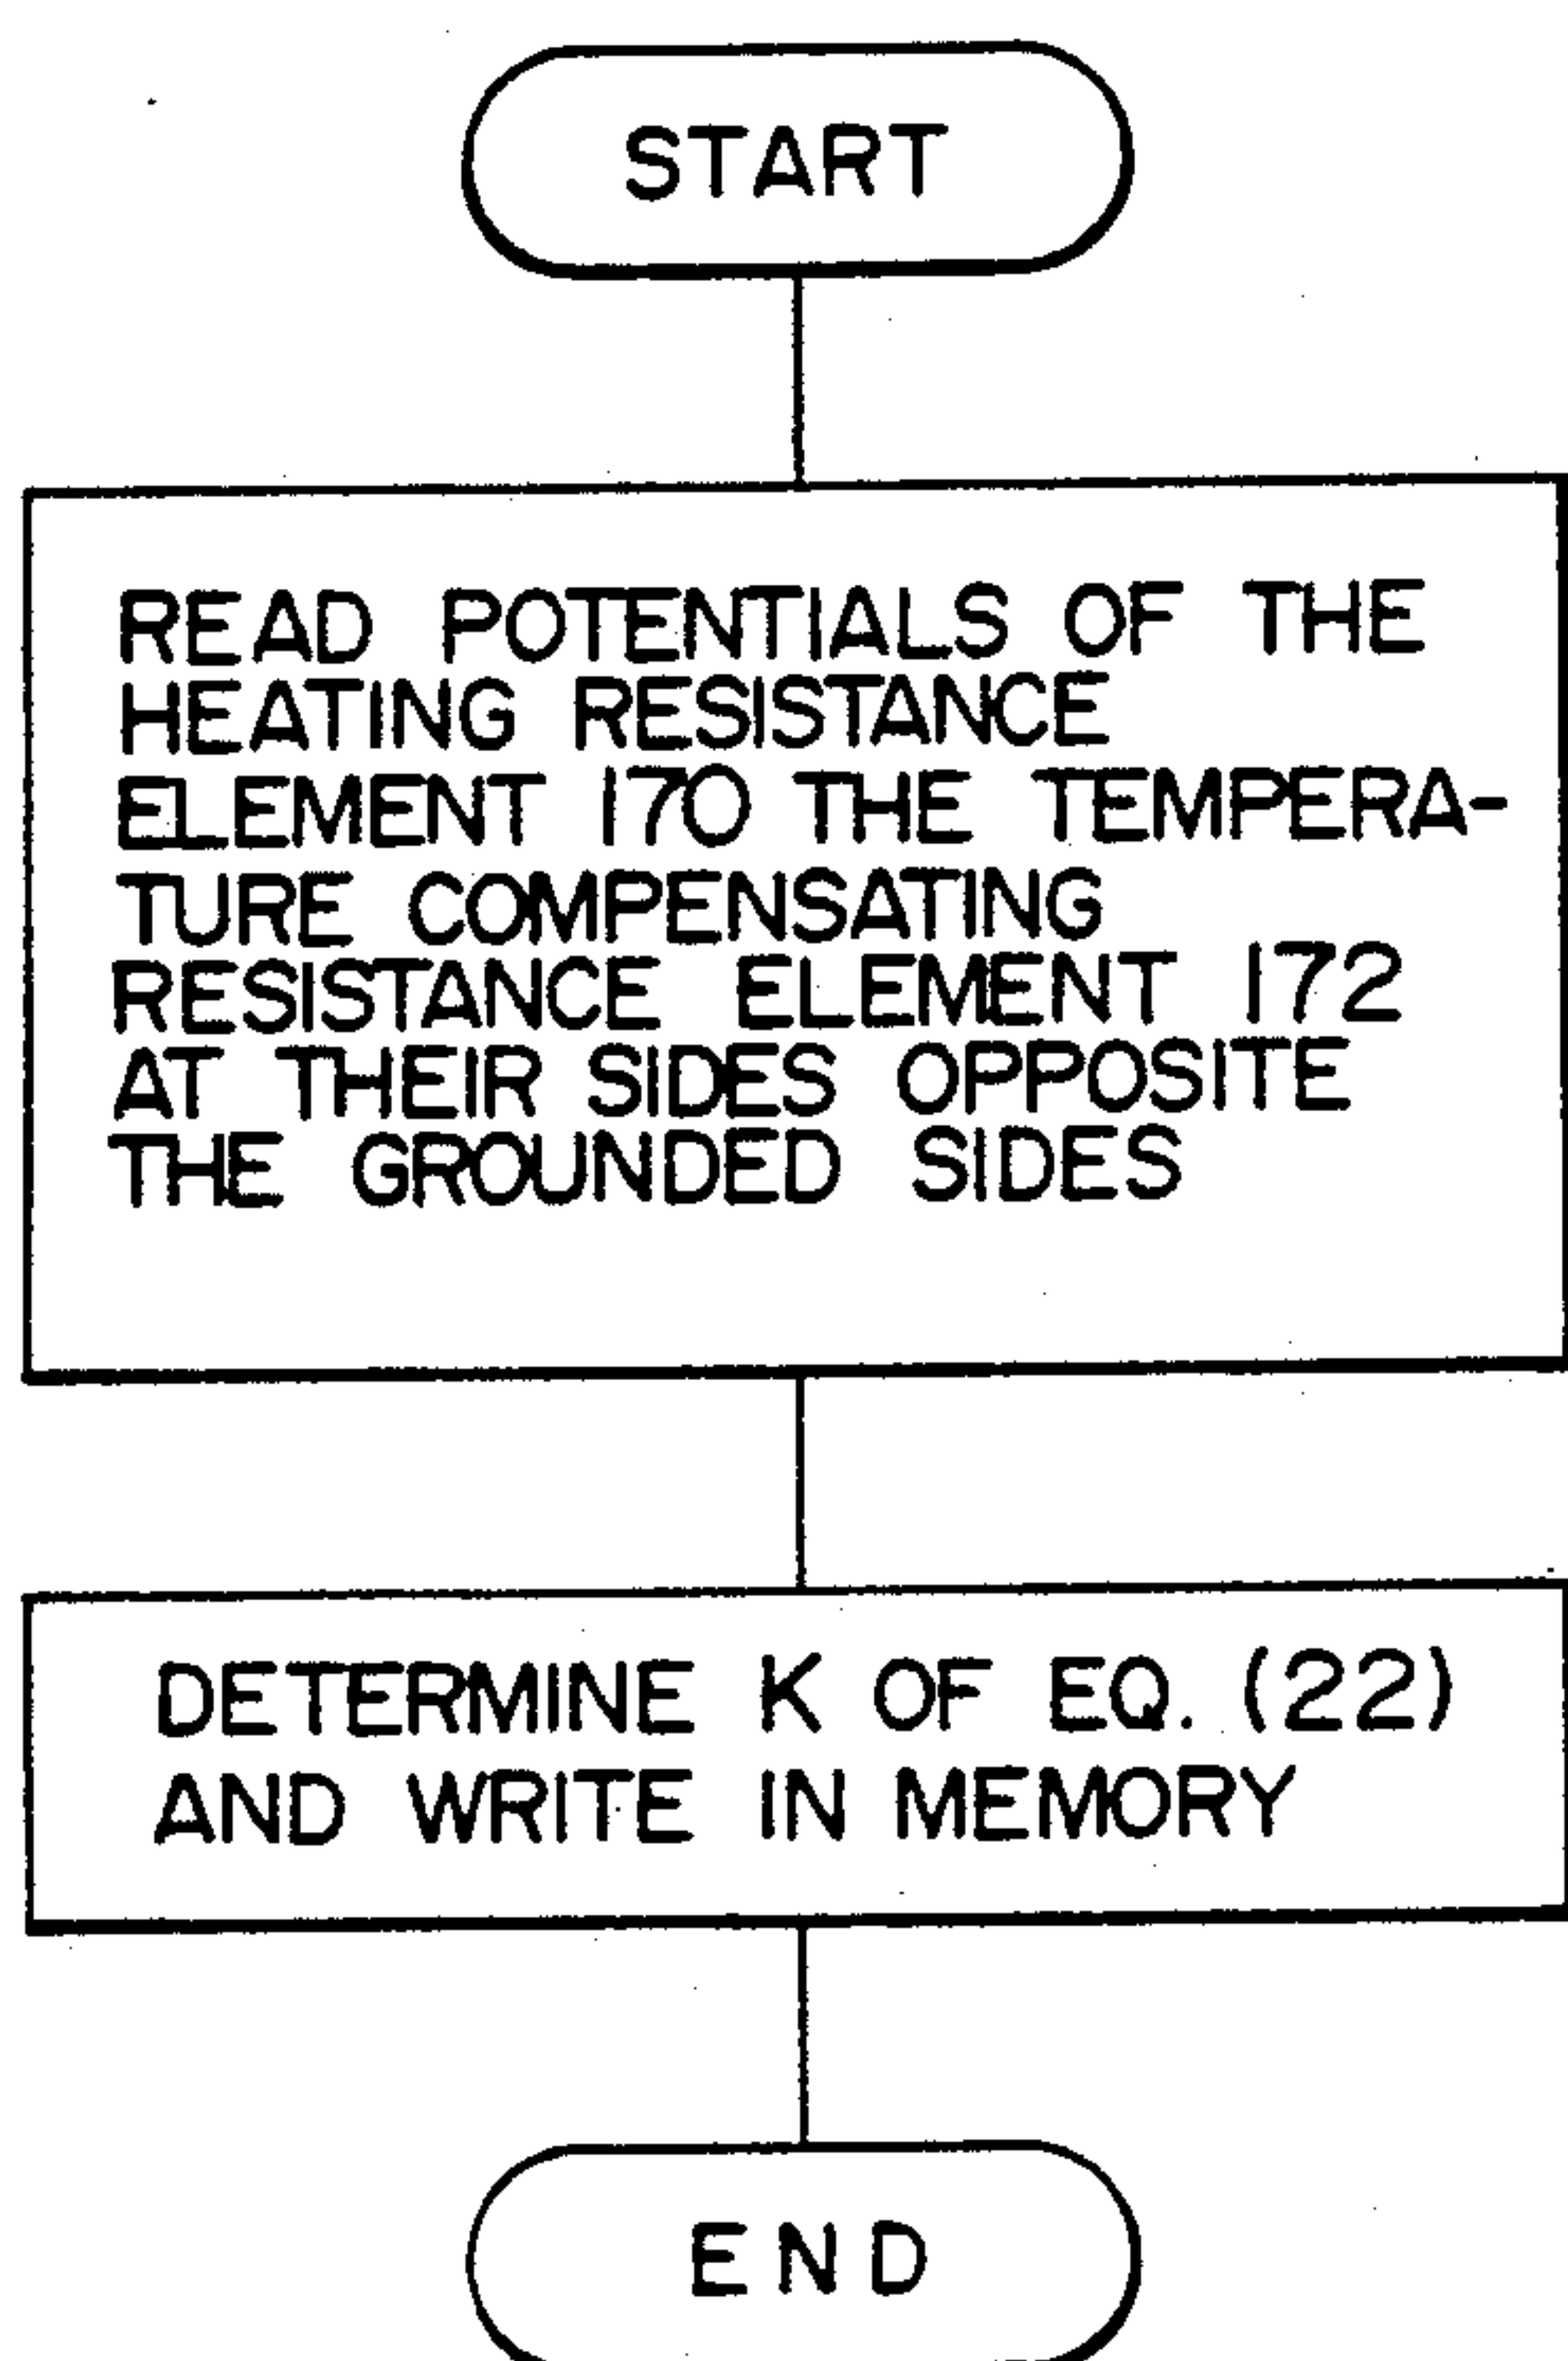 START
READ POTENTIALS OF THE
HEATING RESISTANCE
ELEMENT 170 THE TEMPERA-
TURE COMPENSATING
RESISTANCE ELEMENT 172
AT THEIR SIDES OPPOSITE
THE GROUNDED SIDES
DETERMINE K OF EQ. (22)
AND WRITE IN MEMORY
END